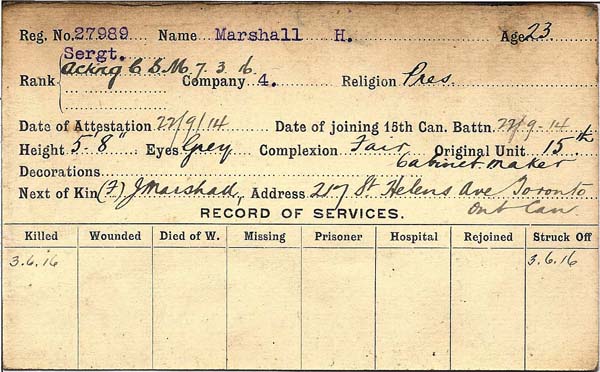 Reg. No. 27989 Name Marshall H. Age 23
Sergt.
Rank Acting C.S.M. 7.3.16 Company 4. Religion Pres.
Date of Attestation 22/9/14 Date of joining 15th Can. Battn. 22/9-14
Height 5-8" Eyes Grey Complexion Fair Original Unit 15th
Decorations Cabinet maker
Next of Kin (F) J Marshall, Address 217 St Helens Ave Toronto
Ont Can
RECORD OF SERVICES.
Killed Wounded Died of W. Missing Prisoner Hospital Rejoined Struck Off
3.6.16 3.6.16